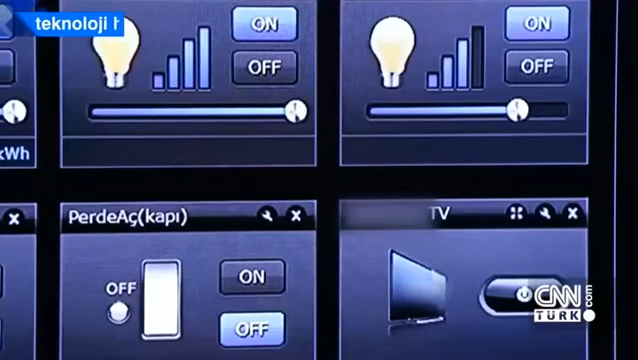 teknoloji h
ON
OFF
ON
OFF
kWh
PerdeAç(kapı)
TV
OFF
ON
OFF
CNN
TÜRK.com